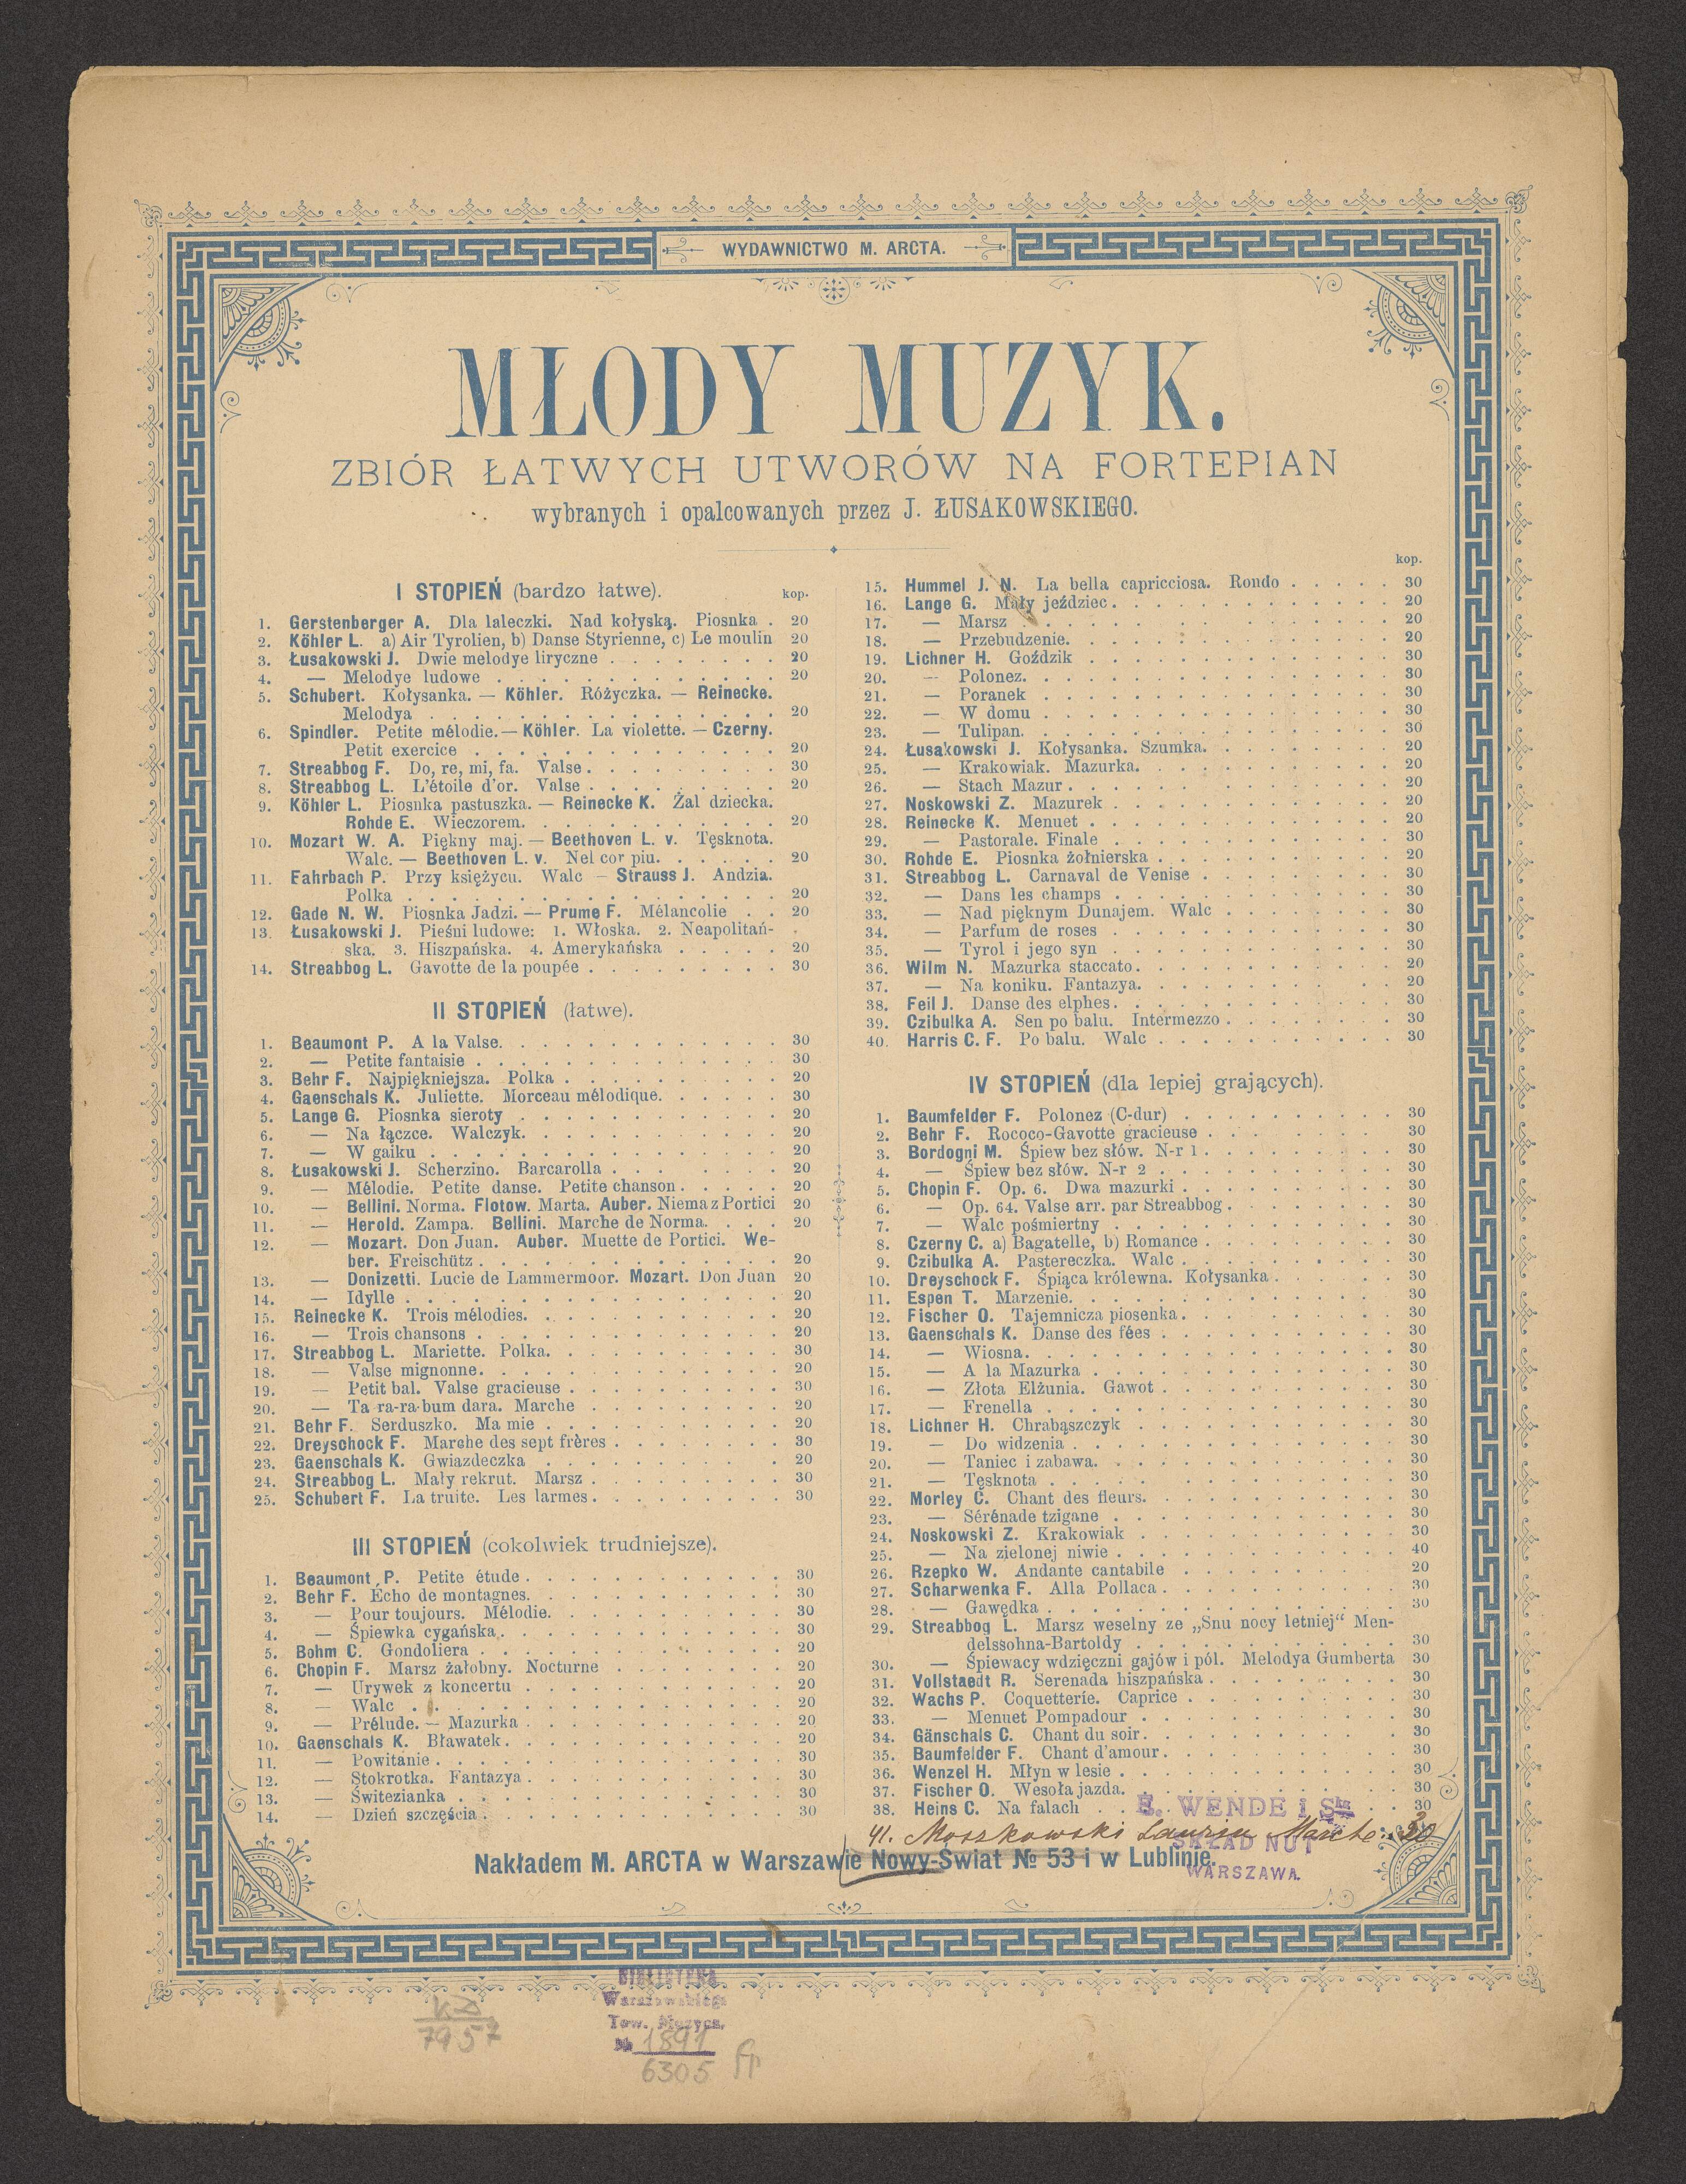 WYDAWNICTWO M. ARCTA.
MŁODY MUZYK.
ZBIÓR ŁATWYCH UTWORÓW NA FORTEPIAN
wybranych i opalcowanych przez J. ŁUSAKOWSKIEGO.
I STOPIEŃ (bardzo łatwe). kop.
1. Gerstenberger A. Dla laleczki. Nad kołyską. Piosnka . 20
2. Köhler L. a) Air Tyrolien, b) Danse Styrienne, c) Le moulin 20
3. Łusakowski J. Dwie melodye liryczne . . . . . . . . 20
4. — Melodye ludowe . . . . . . . . . . . . . 20
5. Schubert. Kołysanka. — Köhler. Różyczka. — Reinecke.
Melodya . . . . . . . . . . . . . . . . 20
6. Spindler. Petite mélodie. — Köhler. La violette. — Czerny.
Petit exercice . . . . . . . . . . . . . . 20
7. Streabbog F. Do, re, mi, fa. Valse . . . . . . . . . 30
8. Streabbog L. L'étoile d'or. Valse . . . . . . . . . 20
9. Köhler L. Piosnka pastuszka. — Reinecke K. Żal dziecka.
Rohde E. Wieczorem. . . . . . . . . . . . 20
10. Mozart W. A. Piękny maj. — Beethoven L. v. Tęsknota.
Walc. — Beethoven L. v. Nel cor piu. . . . . . 20
11. Fahrbach P. Przy księżycu. Walc — Strauss J. Andzia.
Polka . . . . . . . . . . . . . . . . . 20
12. Gade N. W. Piosnka Jadzi. — Prume F. Mélancolie . . 20
13. Łusakowski J. Pieśni ludowe: 1. Włoska. 2. Neapolitań-
ska. 3. Hiszpańska. 4. Amerykańska . . . . . 20
14. Streabbog L. Gavotte de la poupée . . . . . . . . . 30
II STOPIEŃ (łatwe).
1. Beaumont P. A la Valse. . . . . . . . . . . . . 30
2. — Petite fantaisie . . . . . . . . . . . . . . 30
3. Behr F. Najpiękniejsza. Polka . . . . . . . . . . 20
4. Gaenschals K. Juliette. Morceau mélodique. . . . . . 30
5. Lange G. Piosnka sieroty . . . . . . . . . . . . 20
6. — Na łączce. Walczyk. . . . . . . . . . . . 20
7. — W gaiku . . . . . . . . . . . . . . . . 20
8. Łusakowski J. Scherzino. Barcarolla . . . . . . . . 20
9. — Mélodie. Petite danse. Petite chanson . . . . . 20
10. — Bellini. Norma. Flotow. Marta. Auber. Niema z Portici 20
11. — Herold. Zampa. Bellini. Marche de Norma. . . . 20
12. — Mozart. Don Juan. Auber. Muette de Portici. We-
ber. Freischütz . . . . . . . . . . . . . . 20
13. — Donizetti. Lucie de Lammermoor. Mozart. Don Juan 20
14. — Idylle . . . . . . . . . . . . . . . . . 20
15. Reinecke K. Trois mélodies. . . . . . . . . . . . 20
16. — Trois chansons . . . . . . . . . . . . . . 20
17. Streabbog L. Mariette. Polka. . . . . . . . . . . 30
18. — Valse mignonne. . . . . . . . . . . . . . 20
19. — Petit bal. Valse gracieuse . . . . . . . . . . 30
20. — Ta-ra-ra-bum dara. Marche . . . . . . . . . 20
21. Behr F. Serduszko. Ma mie . . . . . . . . . . . 20
22. Dreyschock F. Marche des sept frères . . . . . . . . 30
23. Gaenschals K. Gwiazdeczka . . . . . . . . . . . 20
24. Streabbog L. Mały rekrut. Marsz . . . . . . . . . 30
25. Schubert F. La truite. Les larmes . . . . . . . . . 30
III STOPIEŃ (cokolwiek trudniejsze).
1. Beaumont P. Petite étude . . . . . . . . . . . . 30
2. Behr F. Écho de montagnes. . . . . . . . . . . . 30
3. — Pour toujours. Mélodie. . . . . . . . . . . 30
4. — Śpiewka cygańska. . . . . . . . . . . . . 30
5. Bohm C. Gondoliera . . . . . . . . . . . . . . 20
6. Chopin F. Marsz żałobny. Nocturne . . . . . . . . 20
7. — Urywek z koncertu . . . . . . . . . . . . 20
8. — Walc . . . . . . . . . . . . . . . . . 20
9. — Prélude. — Mazurka . . . . . . . . . . . . 20
10. Gaenschals K. Bławatek. . . . . . . . . . . . . 20
11. — Powitanie . . . . . . . . . . . . . . . . 30
12. — Stokrotka. Fantazya . . . . . . . . . . . . 30
13. — Świtezianka . . . . . . . . . . . . . . . 30
14. — Dzień szczęścia . . . . . . . . . . . . . . 30
kop.
15. Hummel J. N. La bella capricciosa. Rondo . . . . . 30
16. Lange G. Mały jeździec. . . . . . . . . . . . . 20
17. — Marsz . . . . . . . . . . . . . . . . . 20
18. — Przebudzenie. . . . . . . . . . . . . . . 20
19. Lichner H. Goździk . . . . . . . . . . . . . . 30
20. — Polonez. . . . . . . . . . . . . . . . . 30
21. — Poranek . . . . . . . . . . . . . . . . 30
22. — W domu . . . . . . . . . . . . . . . . 30
23. — Tulipan. . . . . . . . . . . . . . . . . 30
24. Łusakowski J. Kołysanka. Szumka. . . . . . . . . 20
25. — Krakowiak. Mazurka. . . . . . . . . . . . 20
26. — Stach Mazur . . . . . . . . . . . . . . . 20
27. Noskowski Z. Mazurek . . . . . . . . . . . . . 20
28. Reinecke K. Menuet . . . . . . . . . . . . . . 20
29. — Pastorale. Finale . . . . . . . . . . . . . 30
30. Rohde E. Piosnka żołnierska . . . . . . . . . . . 20
31. Streabbog L. Carnaval de Venise . . . . . . . . . 30
32. — Dans les champs . . . . . . . . . . . . . 30
33. — Nad pięknym Dunajem. Walc . . . . . . . . 30
34. — Parfum de roses . . . . . . . . . . . . . 30
35. — Tyrol i jego syn . . . . . . . . . . . . . 30
36. Wilm N. Mazurka staccato. . . . . . . . . . . . 20
37. — Na koniku. Fantazya. . . . . . . . . . . . 20
38. Feil J. Danse des elphes. . . . . . . . . . . . . 30
39. Czibulka A. Sen po balu. Intermezzo . . . . . . . . 30
40. Harris C. F. Po balu. Walc . . . . . . . . . . . 30
IV STOPIEŃ (dla lepiej grających).
1. Baumfelder F. Polonez (C-dur) . . . . . . . . . . 30
2. Behr F. Rococo-Gavotte gracieuse . . . . . . . . 30
3. Bordogni M. Śpiew bez słów. N-r 1 . . . . . . . . . 30
4. — Śpiew bez słów. N-r 2 . . . . . . . . . . . 30
5. Chopin F. Op. 6. Dwa mazurki . . . . . . . . . . 30
6. — Op. 64. Valse arr. par Streabbog . . . . . . . . 30
7. — Walc pośmiertny . . . . . . . . . . . . . 30
8. Czerny C. a) Bagatelle, b) Romance . . . . . . . . . 30
9. Czibulka A. Pastereczka. Walc . . . . . . . . . . 30
10. Dreyschock F. Śpiąca królewna. Kołysanka . . . . . . 30
11. Espen T. Marzenie. . . . . . . . . . . . . . . 30
12. Fischer O. Tajemnicza piosenka. . . . . . . . . . 30
13. Gaenschals K. Danse des fées . . . . . . . . . . . 30
14. — Wiosna. . . . . . . . . . . . . . . . . 30
15. — A la Mazurka . . . . . . . . . . . . . . 30
16. — Złota Elżunia. Gawot . . . . . . . . . . . 30
17. — Frenella . . . . . . . . . . . . . . . . 30
18. Lichner H. Chrabąszczyk . . . . . . . . . . . . 30
19. — Do widzenia . . . . . . . . . . . . . . . 30
20. — Taniec i zabawa. . . . . . . . . . . . . . 30
21. — Tęsknota . . . . . . . . . . . . . . . . 30
22. Morley C. Chant des fleurs. . . . . . . . . . . . 30
23. — Sérénade tzigane . . . . . . . . . . . . . 30
24. Noskowski Z. Krakowiak . . . . . . . . . . . . 30
25. — Na zielonej niwie . . . . . . . . . . . . . 40
26. Rzepko W. Andante cantabile . . . . . . . . . . 20
27. Scharwenka F. Alla Pollaca . . . . . . . . . . . 30
28. — Gawędka . . . . . . . . . . . . . . . . 30
29. Streabbog L. Marsz weselny ze „Snu nocy letniej“ Men-
delssohna-Bartoldy . . . . . . . . . . . . 30
30. — Śpiewacy wdzięczni gajów i pól. Melodya Gumberta 30
31. Vollstaedt R. Serenada hiszpańska . . . . . . . . . 30
32. Wachs P. Coquetterie. Caprice . . . . . . . . . . 30
33. — Menuet Pompadour . . . . . . . . . . . . 30
34. Gänschals C. Chant du soir. . . . . . . . . . . . 30
35. Baumfelder F. Chant d'amour . . . . . . . . . . . 30
36. Wenzel H. Młyn w lesie . . . . . . . . . . . . . 30
37. Fischer O. Wesoła jazda. . . . . . . . . . . . . 30
38. Heins C. Na falach . . . . . . . . . . . . . . 30
E. WENDE i Ska
SKŁAD NUT
WARSZAWA.
41. Moszkowski Marche. 30
Nakładem M. ARCTA w Warszawie Nowy-Świat № 53 i w Lublinie.
BIBLIOTEKA
Warszawskiego
Tow. Muzycz.
№ 1891
6305
7957